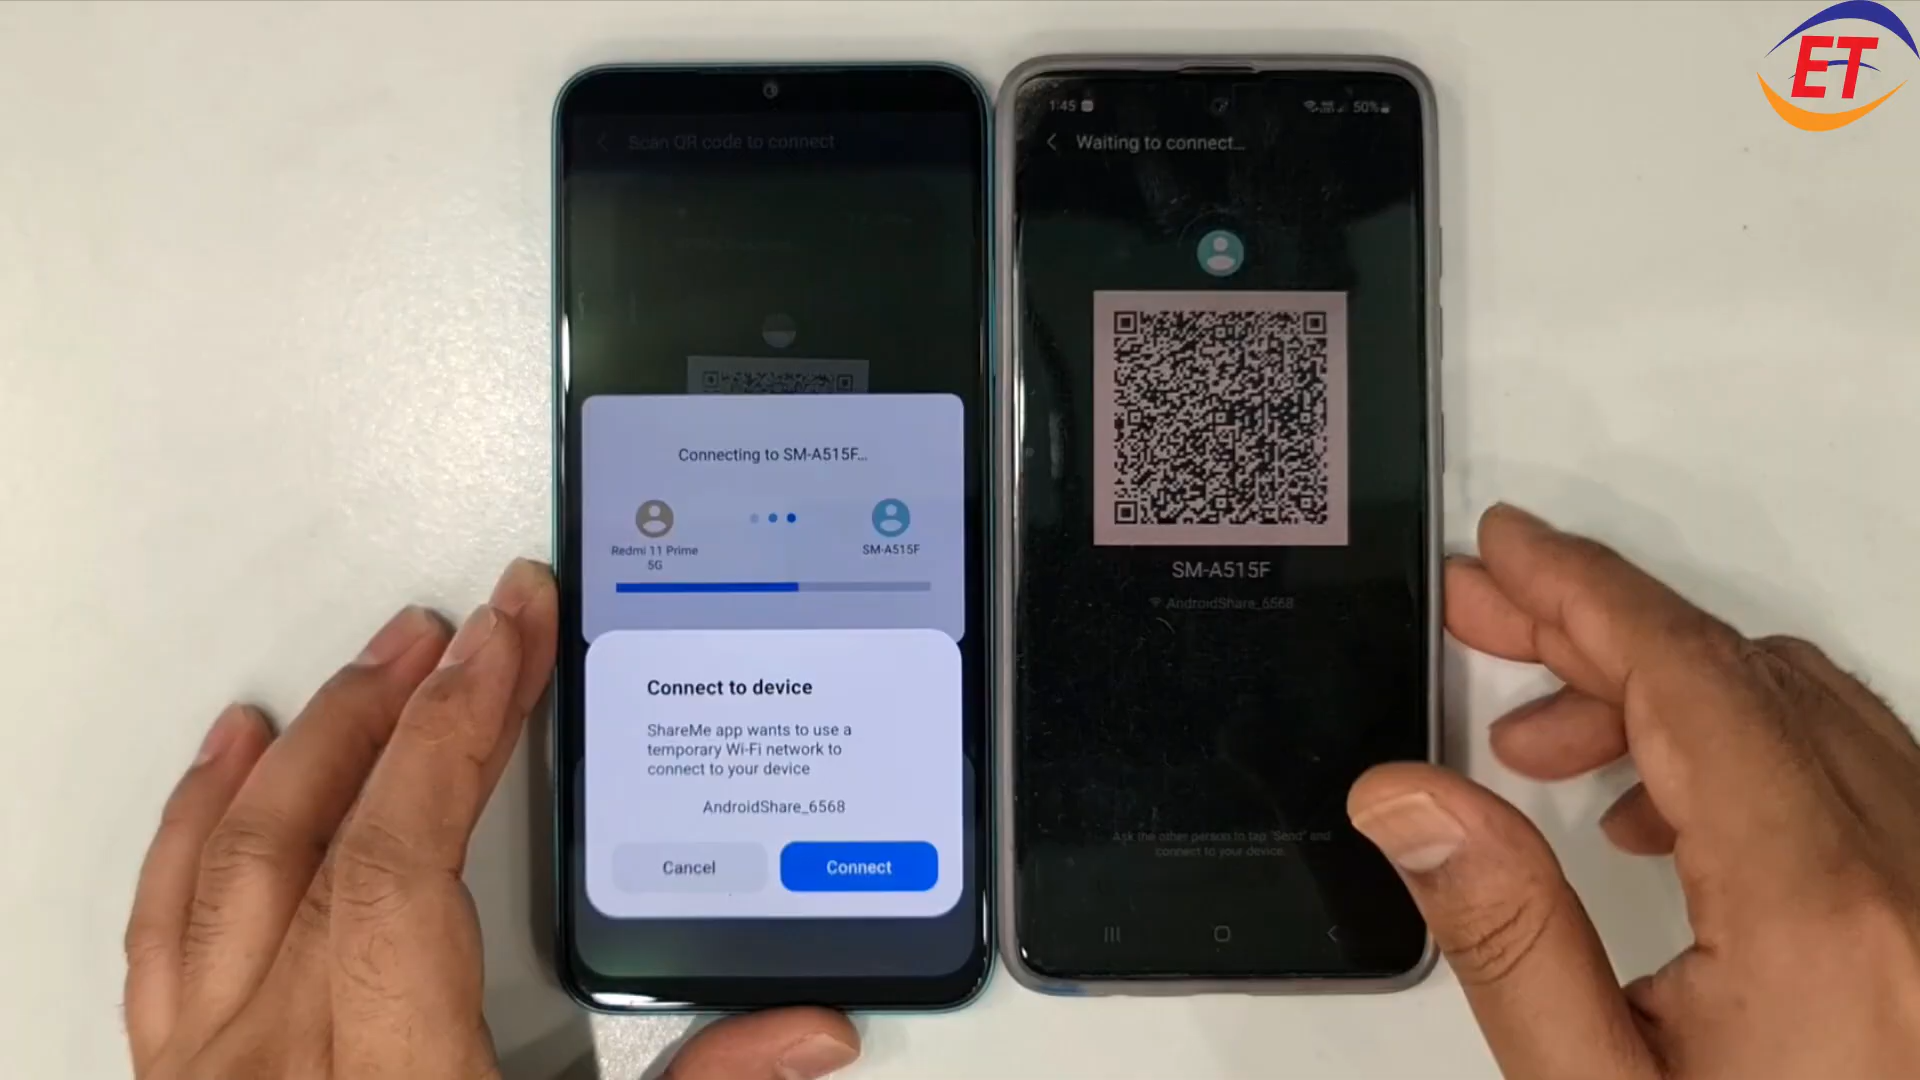 ET
Scan QR code to connect
Connecting to SM-A515F...
Redmi 11 Prime
5G
SM-A515F
Connect to device
ShareMe app wants to use a
temporary Wi-Fi network to
connect to your device
AndroidShare_6568
Cancel
Connect
1:45
50%
Waiting to connect...
SM-A515F
AndroidShare_6568
Ask the other person to tap "Send" and
connect to your device.